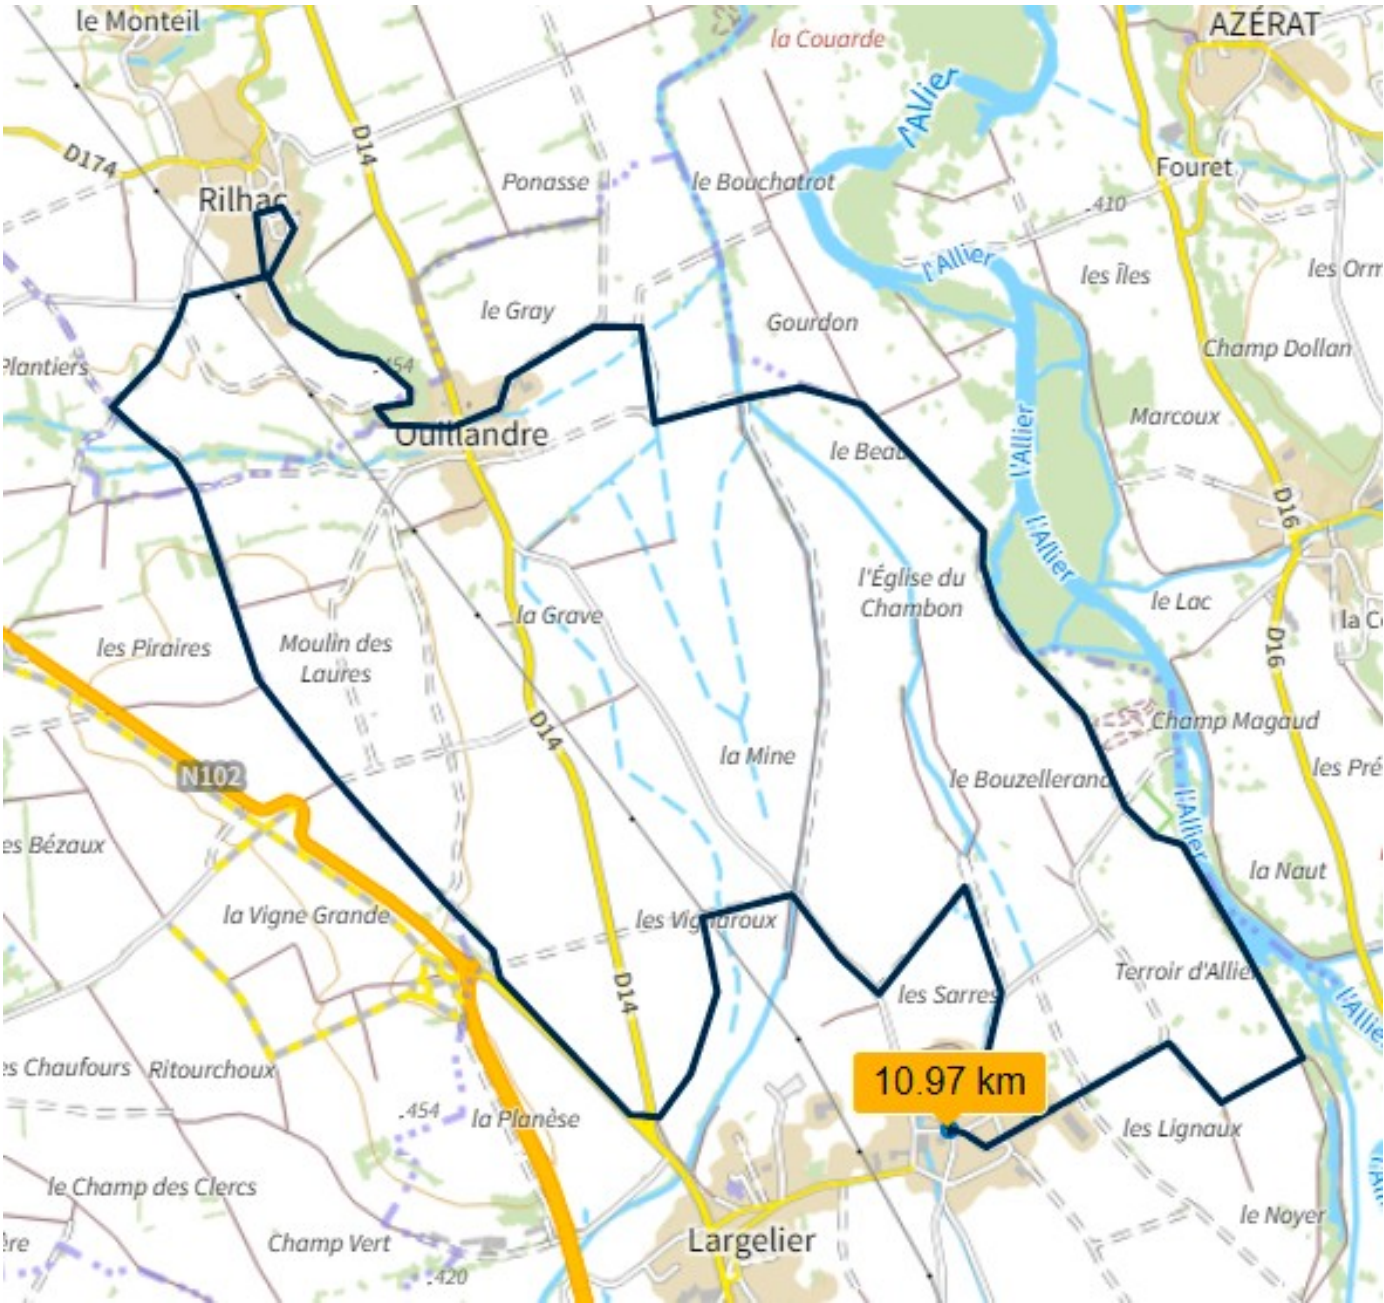 le Monteil
la Couarde
AZÉRAT
l'Allier
D14
D174
Fouret
Rilhac
Ponasse
le Bouchatrot
.410
l'Allier
les Îles
les Orm
le Gray
Gourdon
Champ Dollan
Plantiers
454
Marcoux
l'Allier
Ouillandre
le Beau
D16
l'Allier
l'Église du
Chambon
le Lac
la Grave
la C
les Piraires
Moulin des
Laures
D16
D14
Champ Magaud
la Mine
N102
le Bouzellerand
les Pré
l'Allier
es Bézaux
la Naut
la Vigne Grande
les Vignaroux
Terroir d'Allier
D14
les Sarres
l'Allier
es Chaufours
Ritourchoux
10.97 km
.454
la Planèse
les Lignaux
le Champ des Clercs
le Noyer
ère
Champ Vert
Largelier
.420